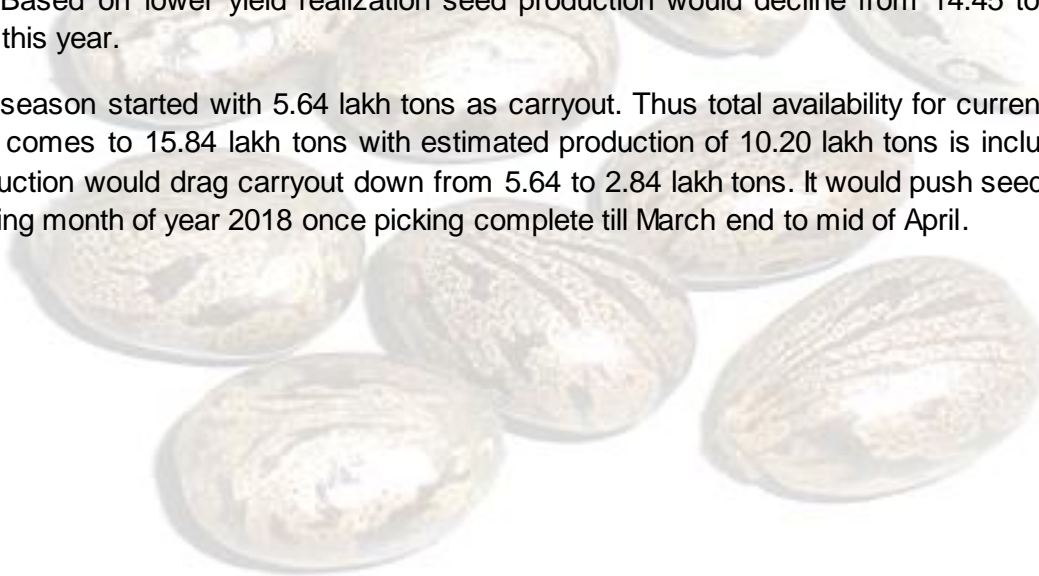 Based on lower yield realization seed production would decline from 14.45 to
this year.
season started with 5.64 lakh tons as carryout. Thus total availability for curren
comes to 15.84 lakh tons with estimated production of 10.20 lakh tons is inclu
uction would drag carryout down from 5.64 to 2.84 lakh tons. It would push seed
ing month of year 2018 once picking complete till March end to mid of April.